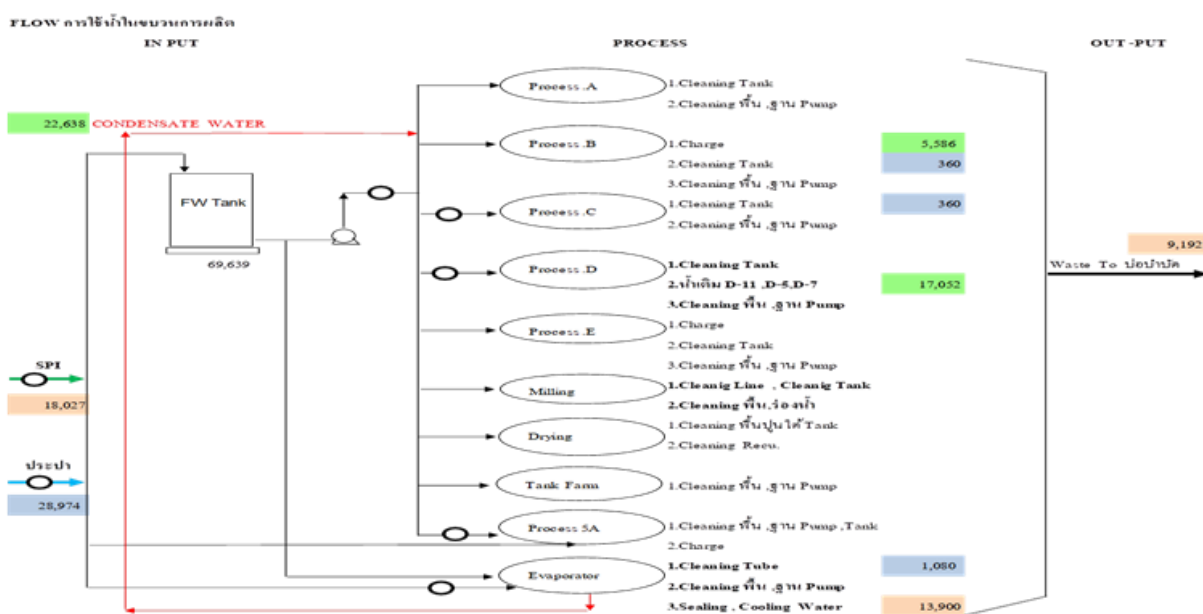 FLOW การใช้น้ำในขบวนการผลิต
IN PUT PROCESS OUT -PUT
Process .A 1.Cleaning Tank
2.Cleaning พื้น ,ฐาน Pump
22,638 CONDENSATE WATER
Process .B 1.Charge 5,586
2.Cleaning Tank 360
3.Cleaning พื้น ,ฐาน Pump
FW Tank
Process .C 1.Cleaning Tank 360
2.Cleaning พื้น ,ฐาน Pump
9,192
69,639
Process .D 1.Cleaning Tank
Waste To บ่อบำบัด
2.น้ำเติม D-11 ,D-5,D-7 17,052
3.Cleaning พื้น ,ฐาน Pump
Process .E 1.Charge
2.Cleaning Tank
3.Cleaning พื้น ,ฐาน Pump
SPI
18,027
Milling 1.Cleanig Line , Cleanig Tank
2.Cleaning พื้น,ร่องน้ำ
Drying 1.Cleaning พื้นปูนใต้ Tank
2.Cleaning Recu.
ประปา
28,974
Tank Farm 1.Cleaning พื้น ,ฐาน Pump
Process 5A 1.Cleaning พื้น ,ฐาน Pump ,Tank
2.Charge
Evaporator 1.Cleaning Tube 1,080
2.Cleaning พื้น ,ฐาน Pump
3.Sealing , Cooling Water 13,900